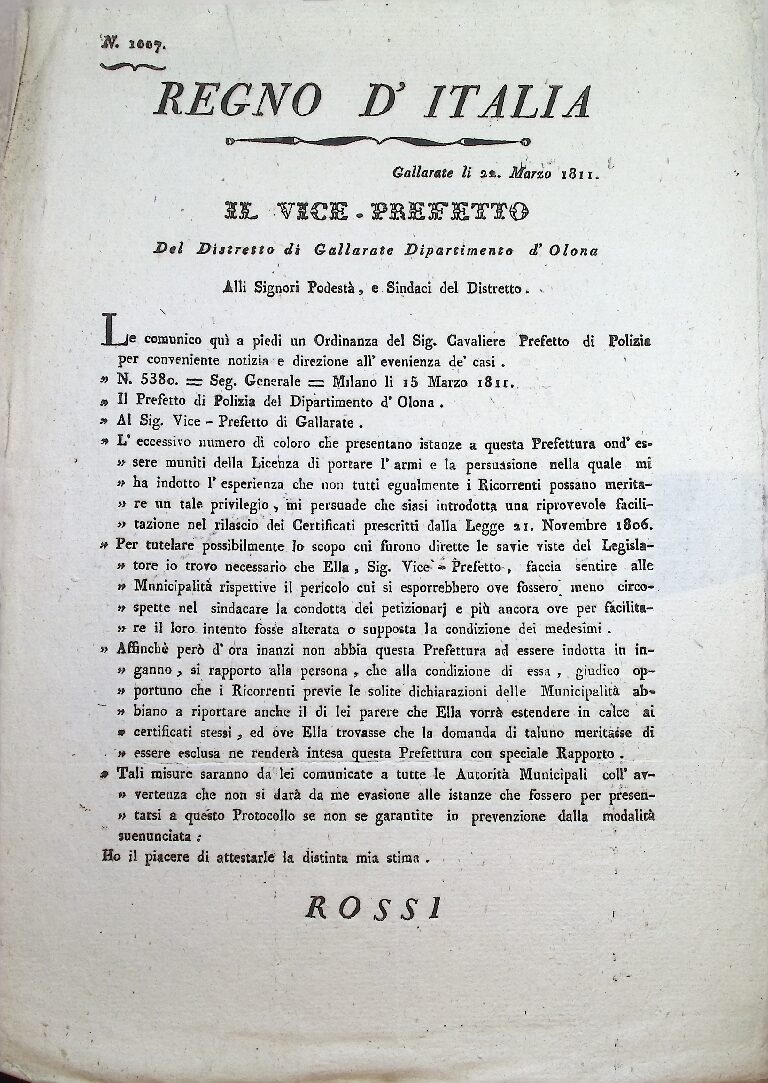 N. 1007.
REGNO D' ITALIA
Gallarate li 22. Marzo 1811.
IL VICE-PREFETTO
Del Distretto di Gallarate Dipartimento d' Olona
Alli Signori Podestà, e Sindaci del Distretto.
Le comunico quì a piedi un Ordinanza del Sig. Cavaliere Prefetto di Polizia
per conveniente notizia e direzione all' evenienza de' casi.
» N. 5380. = Seg. Generale = Milano li 15 Marzo 1811.
» Il Prefetto di Polizia del Dipartimento d' Olona.
» Al Sig. Vice-Prefetto di Gallarate.
» L' eccessivo numero di coloro che presentano istanze a questa Prefettura ond' es-
» sere muniti della Licenza di portare l' armi e la persuasione nella quale mi
» ha indotto l' esperienza che non tutti egualmente i Ricorrenti possano merita-
» re un tale privilegio, mi persuade che siasi introdotta una riprovevole facili-
» tazione nel rilascio dei Certificati prescritti dalla Legge 21. Novembre 1806.
» Per tutelare possibilmente lo scopo cui furono dirette le savie viste del Legisla-
» tore io trovo necessario che Ella, Sig. Vice-Prefetto, faccia sentire alle
» Municipalità rispettive il pericolo cui si esporrebbero ove fossero meno circo-
» spette nel sindacare la condotta dei petizionarj e più ancora ove per facilita-
» re il loro intento fosse alterata o supposta la condizione dei medesimi.
» Affinchè però d' ora inanzi non abbia questa Prefettura ad essere indotta in in-
» ganno, si rapporto alla persona, che alla condizione di essa, giudico op-
» portuno che i Ricorrenti previe le solite dichiarazioni delle Municipalità ab-
» biano a riportare anche il di lei parere che Ella vorrà estendere in calce ai
» certificati stessi, ed ove Ella trovasse che la domanda di taluno meritasse di
» essere esclusa ne renderà intesa questa Prefettura con speciale Rapporto.
» Tali misure saranno da lei comunicate a tutte le Autorità Municipali coll' av-
» vertenza che non si darà da me evasione alle istanze che fossero per presen-
» tarsi a questo Protocollo se non se garantite in prevenzione dalla modalità
suenunciata:
Ho il piacere di attestarle la distinta mia stima.
ROSSI